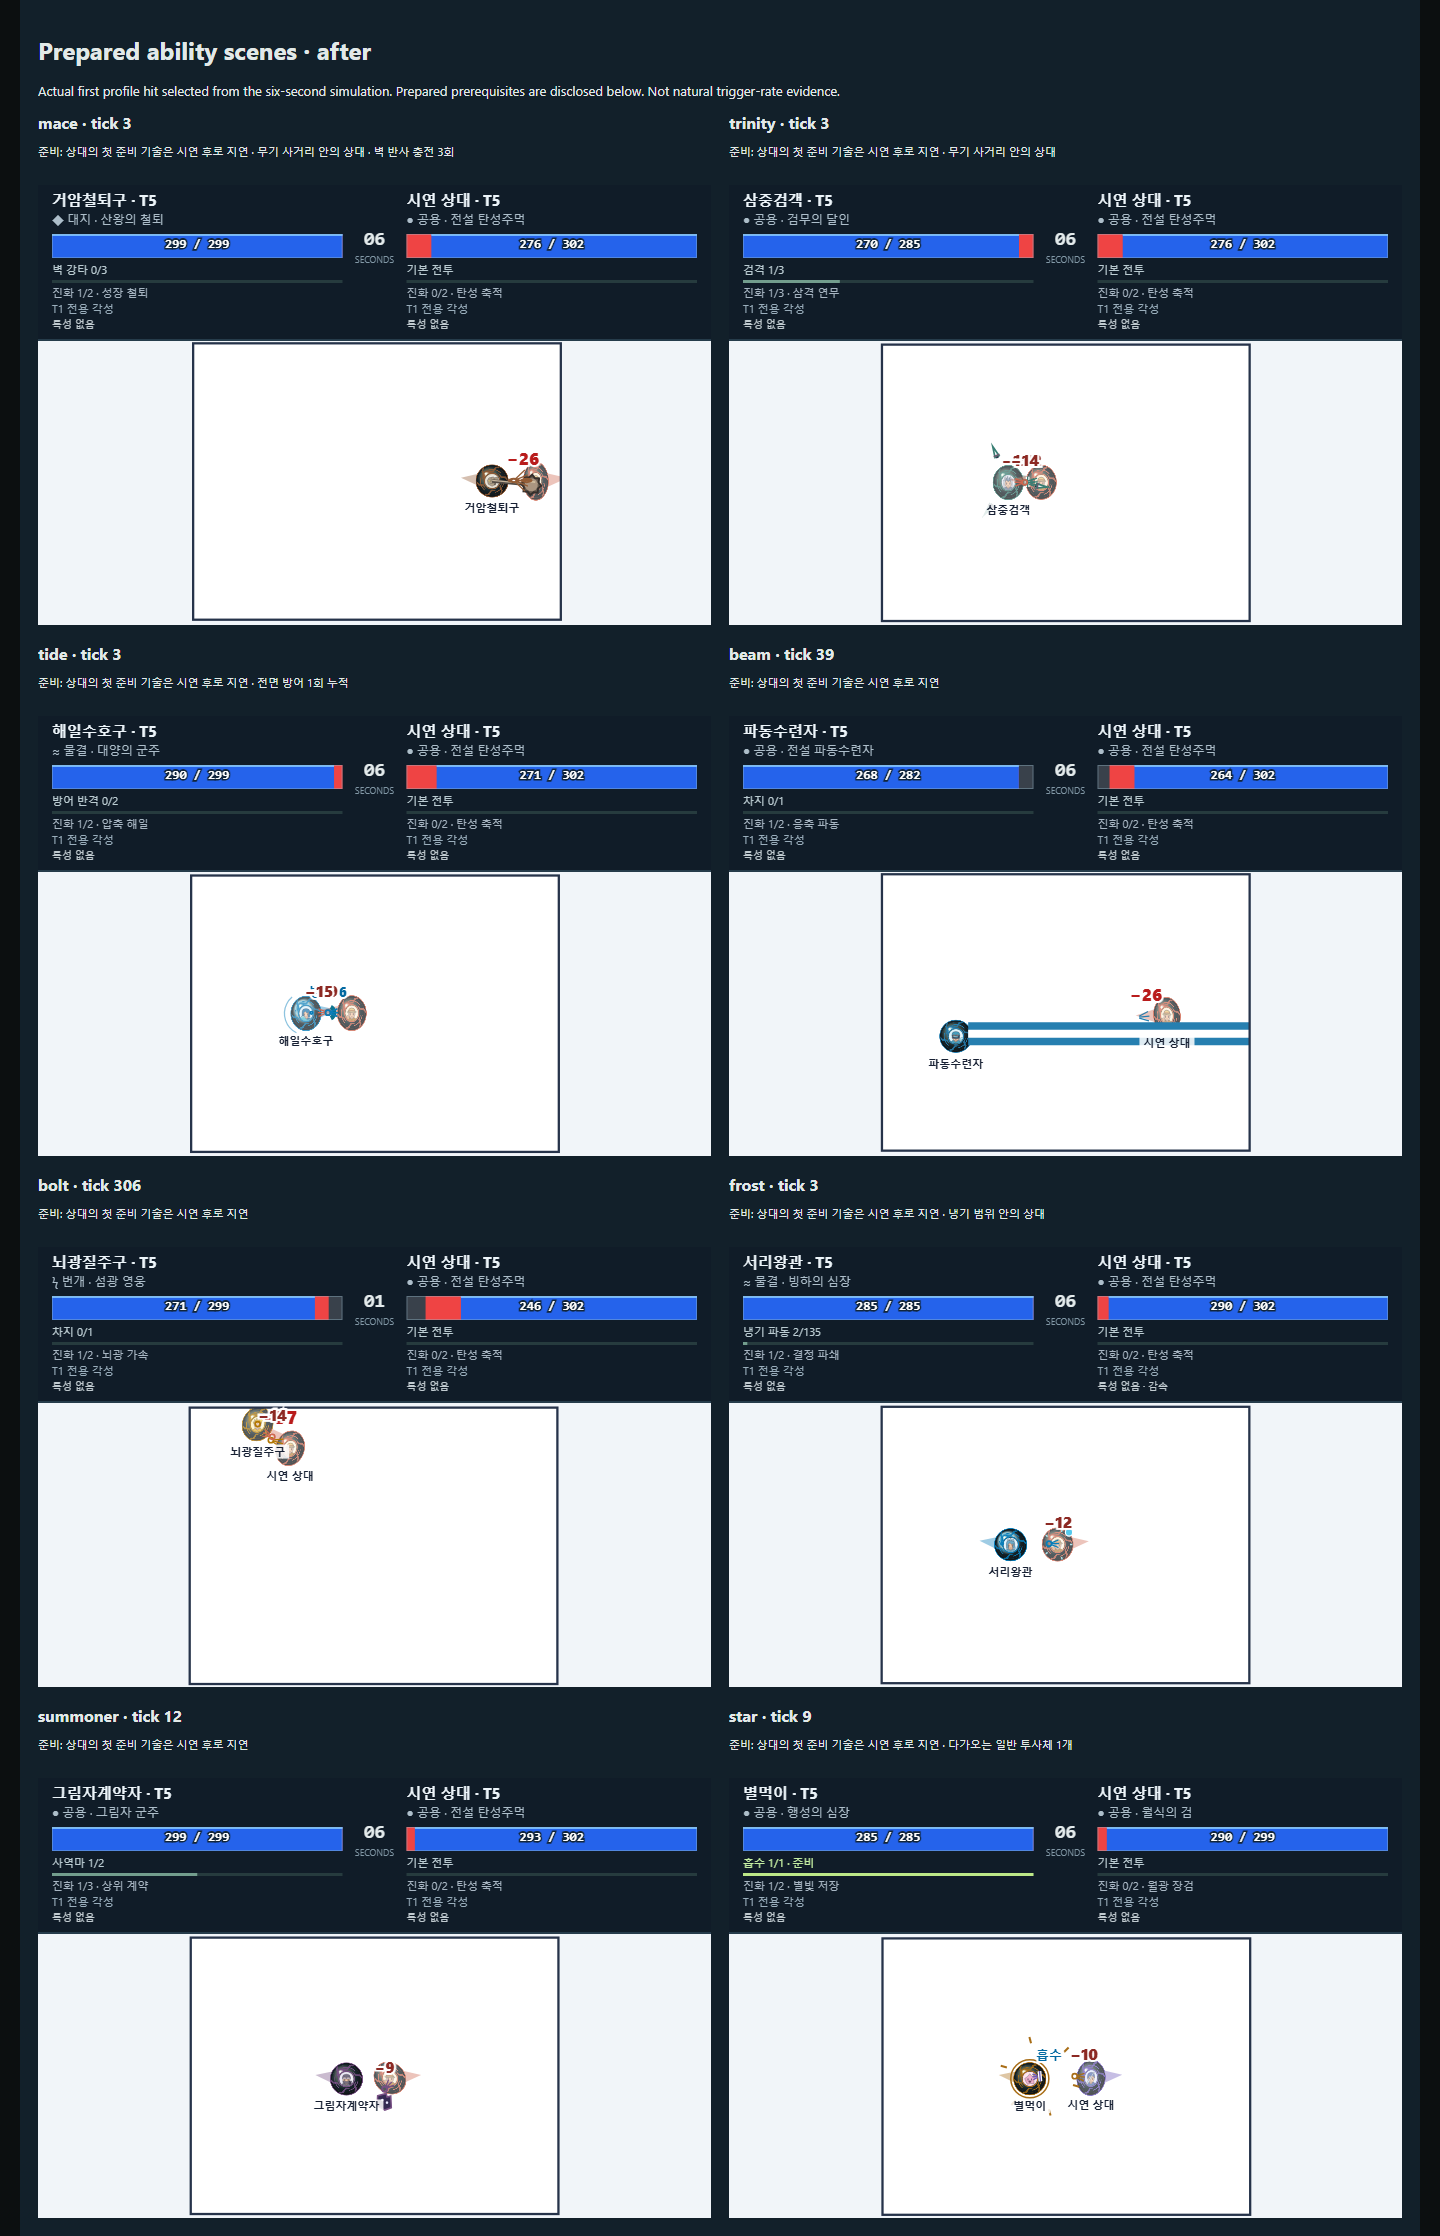 Prepared ability scenes · after
Actual first profile hit selected from the six-second simulation. Prepared prerequisites are disclosed below. Not natural trigger-rate evidence.
mace · tick 3
준비: 상대의 첫 준비 기술은 시연 후로 지연 · 무기 사거리 안의 상대 · 벽 반사 충전 3회
거암철퇴구 · T5
◆ 대지 · 산왕의 철퇴
299 / 299
벽 강타 0/3
진화 1/2 · 성장 철퇴
T1 전용 각성
특성 없음
06
SECONDS
시연 상대 · T5
● 공용 · 전설 탄성주먹
276 / 302
기본 전투
진화 0/2 · 탄성 축적
T1 전용 각성
특성 없음
−26
거암철퇴구
trinity · tick 3
준비: 상대의 첫 준비 기술은 시연 후로 지연 · 무기 사거리 안의 상대
삼중검객 · T5
● 공용 · 검무의 달인
270 / 285
검격 1/3
진화 1/3 · 삼격 연무
T1 전용 각성
특성 없음
06
SECONDS
시연 상대 · T5
● 공용 · 전설 탄성주먹
276 / 302
기본 전투
진화 0/2 · 탄성 축적
T1 전용 각성
특성 없음
삼중검객
tide · tick 3
준비: 상대의 첫 준비 기술은 시연 후로 지연 · 전면 방어 1회 누적
해일수호구 · T5
≈ 물결 · 대양의 군주
290 / 299
방어 반격 0/2
진화 1/2 · 압축 해일
T1 전용 각성
특성 없음
06
SECONDS
시연 상대 · T5
● 공용 · 전설 탄성주먹
271 / 302
기본 전투
진화 0/2 · 탄성 축적
T1 전용 각성
특성 없음
해일수호구
beam · tick 39
준비: 상대의 첫 준비 기술은 시연 후로 지연
파동수련자 · T5
● 공용 · 전설 파동수련자
268 / 282
차지 0/1
진화 1/2 · 응축 파동
T1 전용 각성
특성 없음
06
SECONDS
시연 상대 · T5
● 공용 · 전설 탄성주먹
264 / 302
기본 전투
진화 0/2 · 탄성 축적
T1 전용 각성
특성 없음
−26
시연 상대
파동수련자
bolt · tick 306
준비: 상대의 첫 준비 기술은 시연 후로 지연
뇌광질주구 · T5
ϟ 번개 · 섬광 영웅
271 / 299
차지 0/1
진화 1/2 · 뇌광 가속
T1 전용 각성
특성 없음
01
SECONDS
시연 상대 · T5
● 공용 · 전설 탄성주먹
246 / 302
기본 전투
진화 0/2 · 탄성 축적
T1 전용 각성
특성 없음
뇌광질주구
시연 상대
frost · tick 3
준비: 상대의 첫 준비 기술은 시연 후로 지연 · 냉기 범위 안의 상대
서리왕관 · T5
≈ 물결 · 빙하의 심장
285 / 285
냉기 파동 2/135
진화 1/2 · 결정 파쇄
T1 전용 각성
특성 없음
06
SECONDS
시연 상대 · T5
● 공용 · 전설 탄성주먹
290 / 302
기본 전투
진화 0/2 · 탄성 축적
T1 전용 각성
특성 없음 · 감속
−12
서리왕관
summoner · tick 12
준비: 상대의 첫 준비 기술은 시연 후로 지연
그림자계약자 · T5
● 공용 · 그림자 군주
299 / 299
사역마 1/2
진화 1/3 · 상위 계약
T1 전용 각성
특성 없음
06
SECONDS
시연 상대 · T5
● 공용 · 전설 탄성주먹
293 / 302
기본 전투
진화 0/2 · 탄성 축적
T1 전용 각성
특성 없음
−9
그림자계약자
star · tick 9
준비: 상대의 첫 준비 기술은 시연 후로 지연 · 다가오는 일반 투사체 1개
별먹이 · T5
● 공용 · 행성의 심장
285 / 285
흡수 1/1 · 준비
진화 1/2 · 별빛 저장
T1 전용 각성
특성 없음
06
SECONDS
시연 상대 · T5
● 공용 · 월식의 검
290 / 299
기본 전투
진화 0/2 · 월광 장검
T1 전용 각성
특성 없음
흡수
−10
별먹이
시연 상대